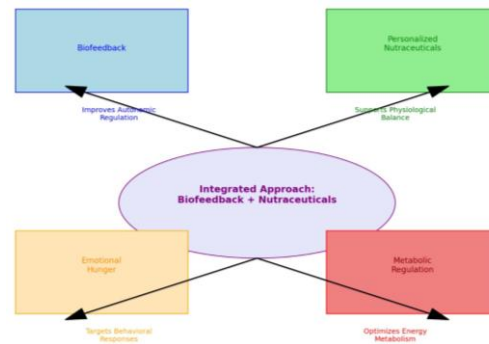 Biofeedback
Personalized
Nutraceuticals
Improves Autonomic
Regulation
Supports Physiological
Balance
Integrated Approach:
Biofeedback + Nutraceuticals
Emotional
Hunger
Metabolic
Regulation
Targets Behavioral
Responses
Optimizes Energy
Metabolism